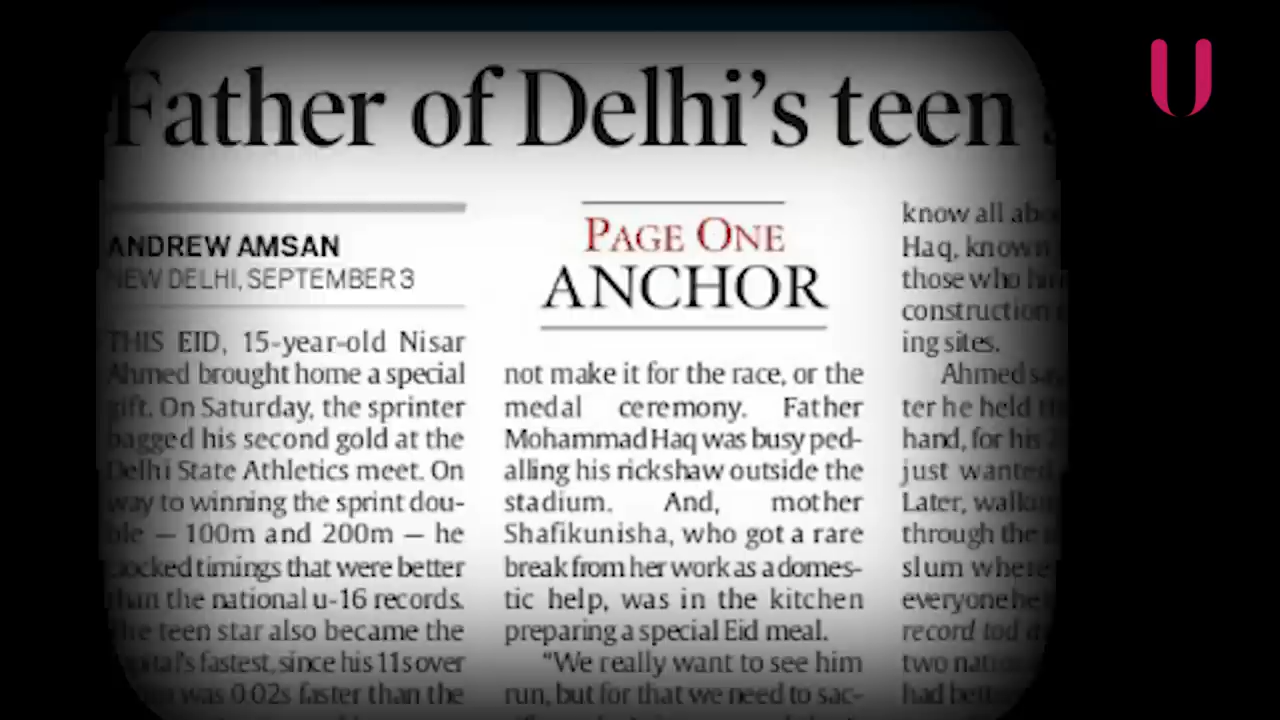 Father of Delhi's teen
U
ANDREW AMSAN
NEW DELHI, SEPTEMBER 3
THIS EID, 15-year-old Nisar
Ahmed brought home a special
gift. On Saturday, the sprinter
bagged his second gold at the
Delhi State Athletics meet. On
way to winning the sprint dou-
ble — 100m and 200m — he
clocked timings that were better
than the national u-16 records.
The teen star also became the
capital's fastest, since his 11s over
was 0.02s faster than the
PAGE ONE
ANCHOR
not make it for the race, or the
medal ceremony. Father
Mohammad Haq was busy ped-
alling his rickshaw outside the
stadium. And, mother
Shafikunisha, who got a rare
break from her work as a domes-
tic help, was in the kitchen
preparing a special Eid meal.
"We really want to see him
run, but for that we need to sac-
know all
Haq, known
those who
construction
ing sites.
Ahmed
ter he held
hand, for his
just wanted
Later,
through the
slum where
everyone he
record tod
two
had